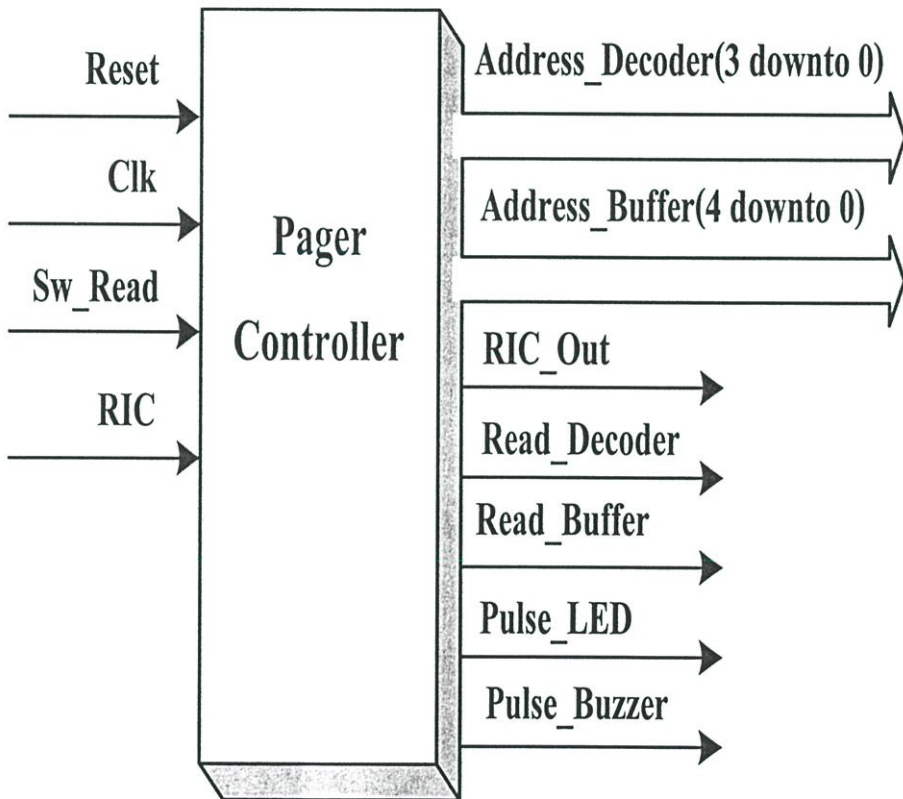 Reset
Clk
Sw_Read
RIC
Pager
Controller
Address_Decoder(3 downto 0)
Address_Buffer(4 downto 0)
RIC_Out
Read_Decoder
Read_Buffer
Pulse_LED
Pulse_Buzzer